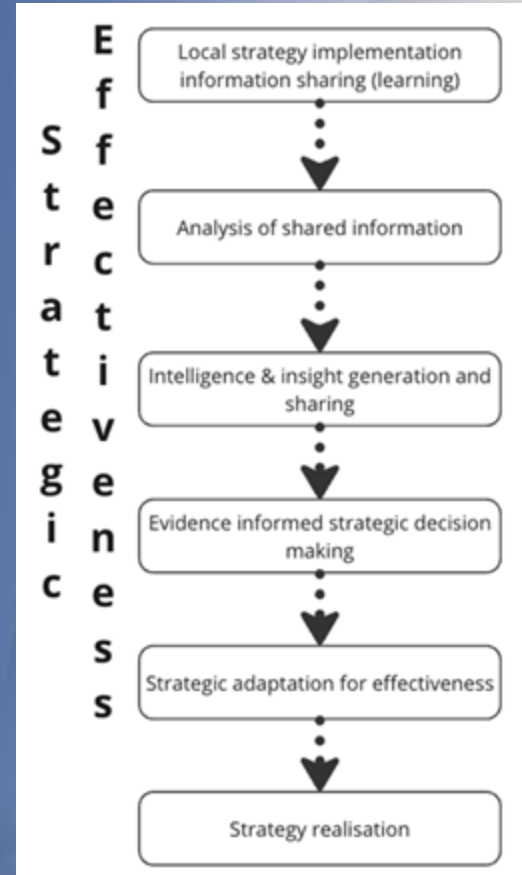 Strategic
Effectiveness
Local strategy implementation
information sharing (learning)
Analysis of shared information
Intelligence & insight generation and
sharing
Evidence informed strategic decision
making
Strategic adaptation for effectiveness
Strategy realisation